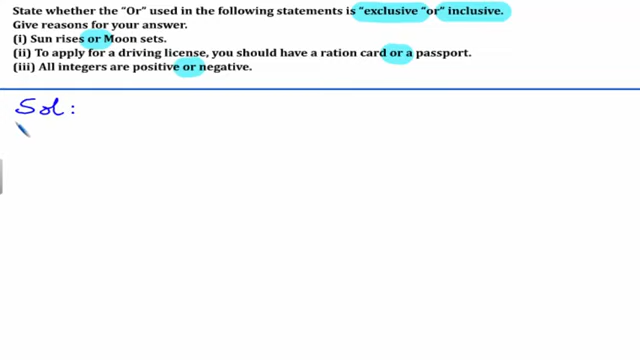 State whether the “Or” used in the following statements is “exclusive “or” inclusive.
Give reasons for your answer.
(i) Sun rises or Moon sets.
(ii) To apply for a driving license, you should have a ration card or a passport.
(iii) All integers are positive or negative.
Sol: